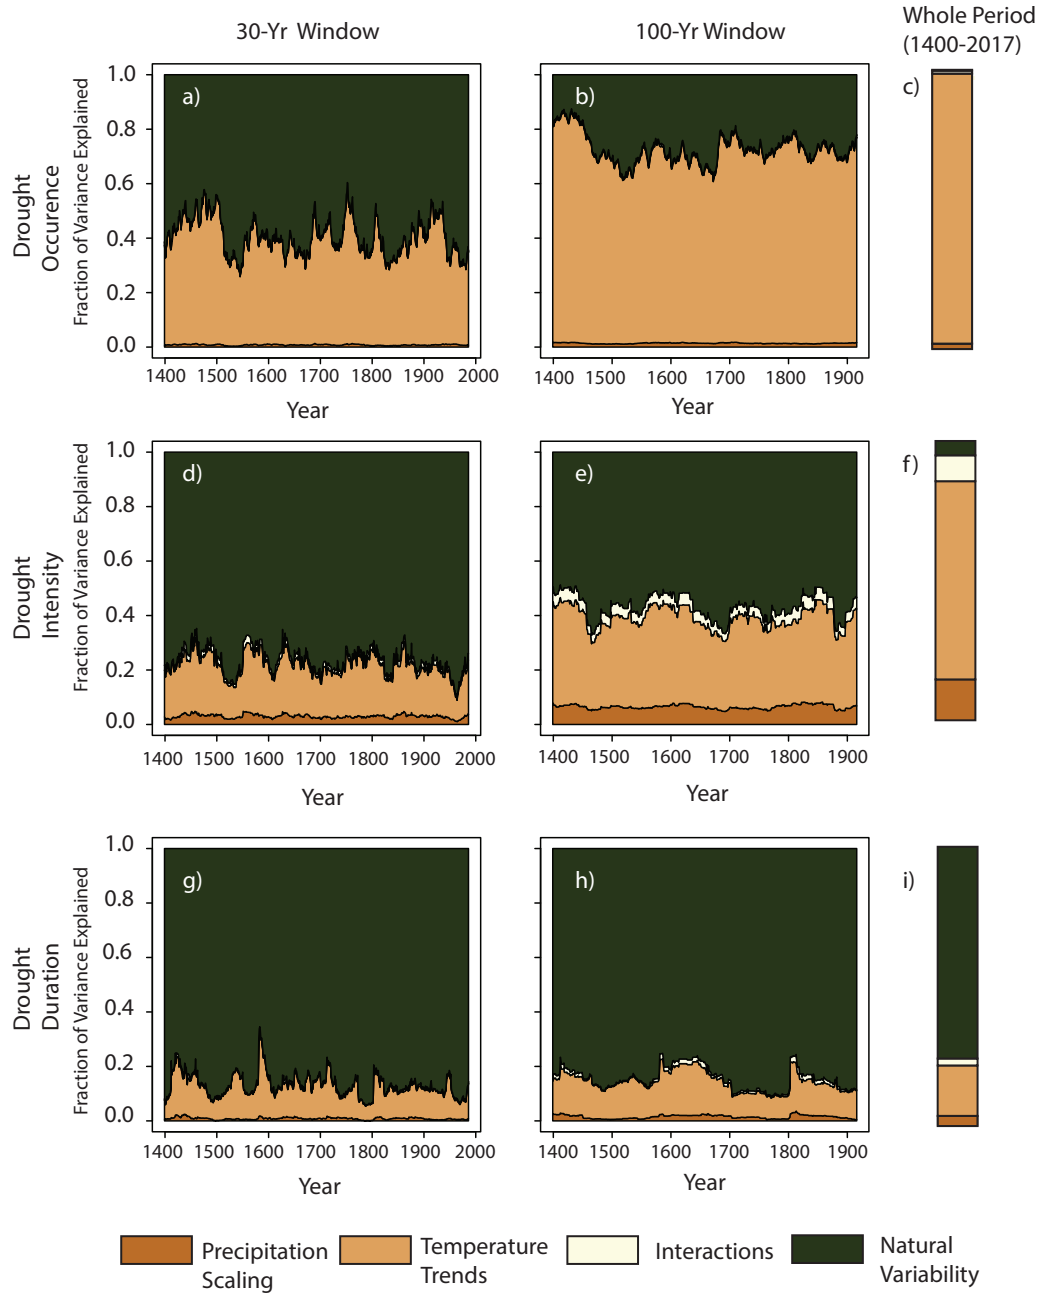 30-Yr Window
100-Yr Window
Whole Period
(1400-2017)
Drought
Occurence
Fraction of Variance Explained
1.0
0.8
0.6
0.4
0.2
0.0
a)
1400 1500 1600 1700 1800 1900 2000
Year
b)
1400 1500 1600 1700 1800 1900
Year
c)
Drought
Intensity
Fraction of Variance Explained
1.0
0.8
0.6
0.4
0.2
0.0
d)
1400 1500 1600 1700 1800 1900 2000
Year
e)
1400 1500 1600 1700 1800 1900
Year
f)
Drought
Duration
Fraction of Variance Explained
1.0
0.8
0.6
0.4
0.2
0.0
g)
1400 1500 1600 1700 1800 1900 2000
Year
h)
1400 1500 1600 1700 1800 1900
Year
i)
Precipitation
Scaling
Temperature
Trends
Interactions
Natural
Variability